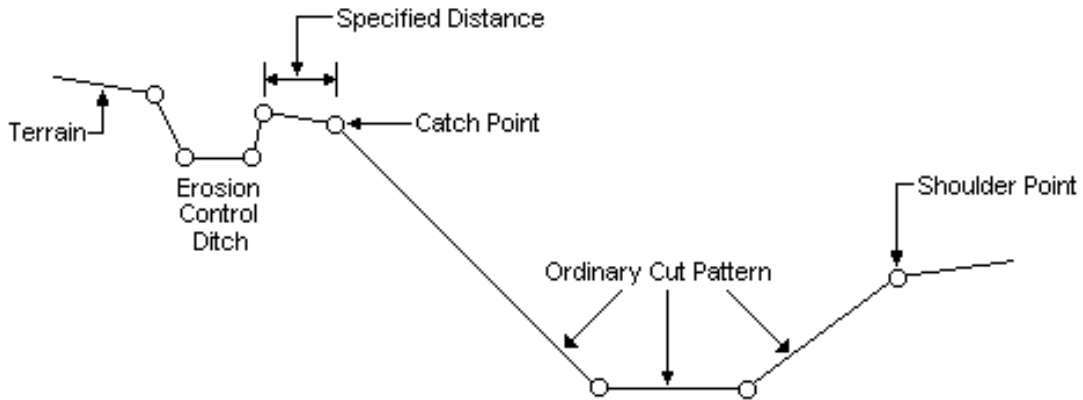 Specified Distance
Terrain
Catch Point
Erosion
Control
Ditch
Shoulder Point
Ordinary Cut Pattern